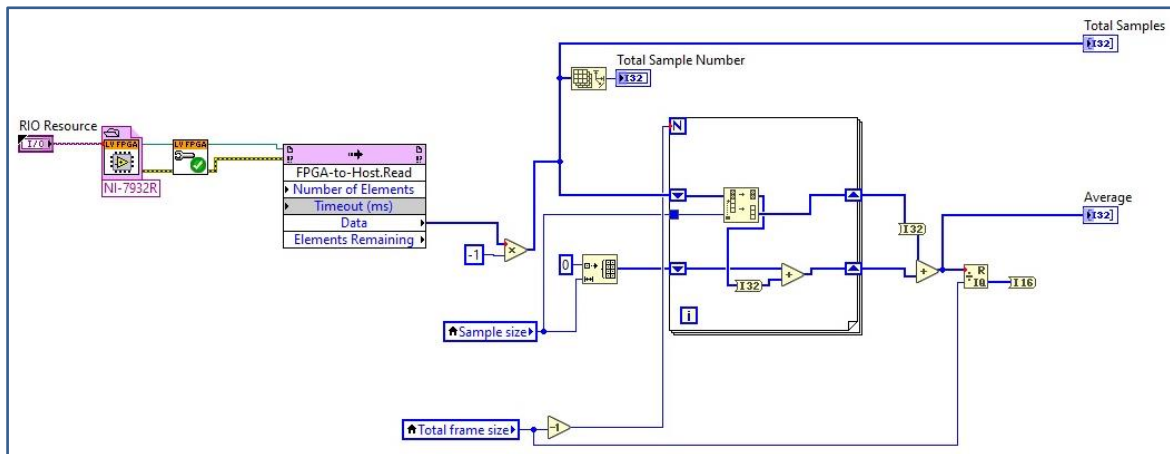 Total Samples
I32
Total Sample Number
I32
RIO Resource
I/O
LV FPGA
LV FPGA
NI-7932R
FPGA-to-Host.Read
Number of Elements
Timeout (ms)
Data
Elements Remaining
-1
×
N
Average
I32
I32
0
+
I32
+
R
IQ
I16
i
Sample size
Total frame size
-1